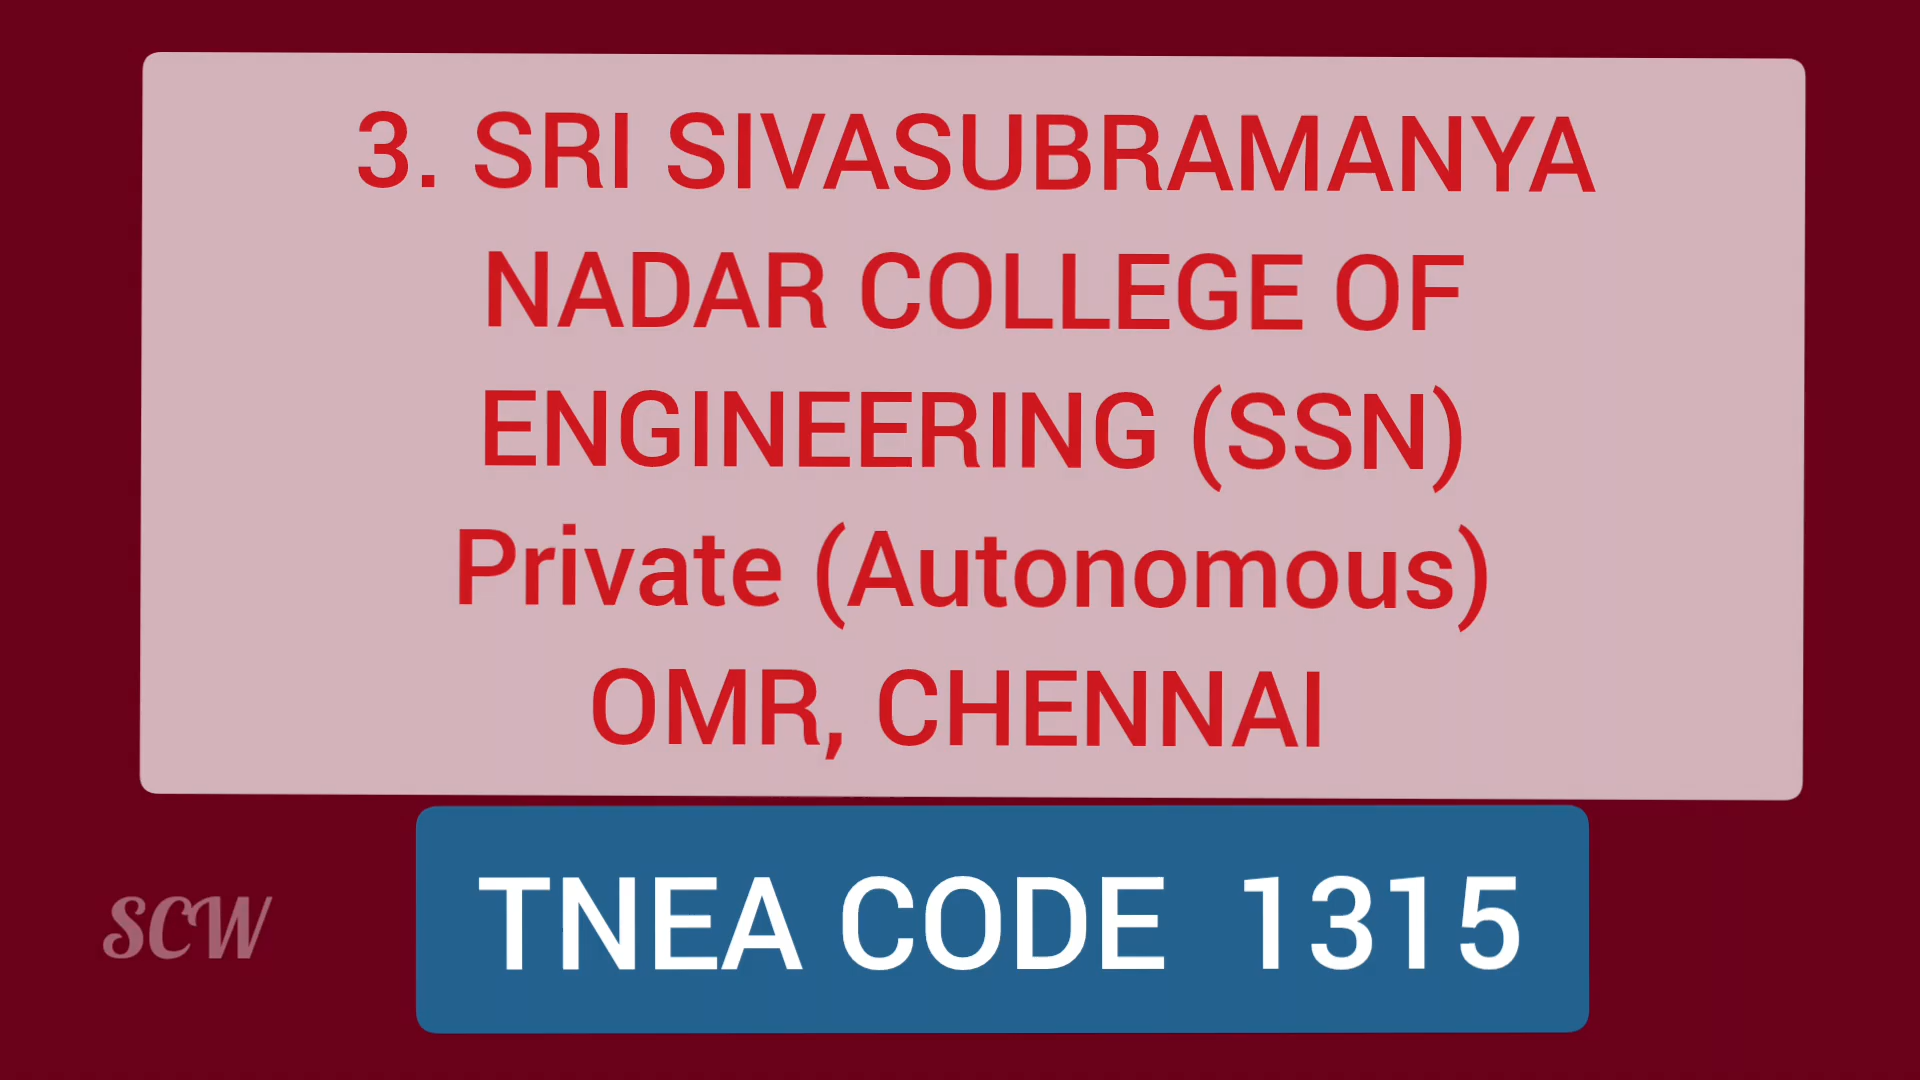 3. SRI SIVASUBRAMANYA
NADAR COLLEGE OF
ENGINEERING (SSN)
Private (Autonomous)
OMR, CHENNAI
TNEA CODE 1315
SCW